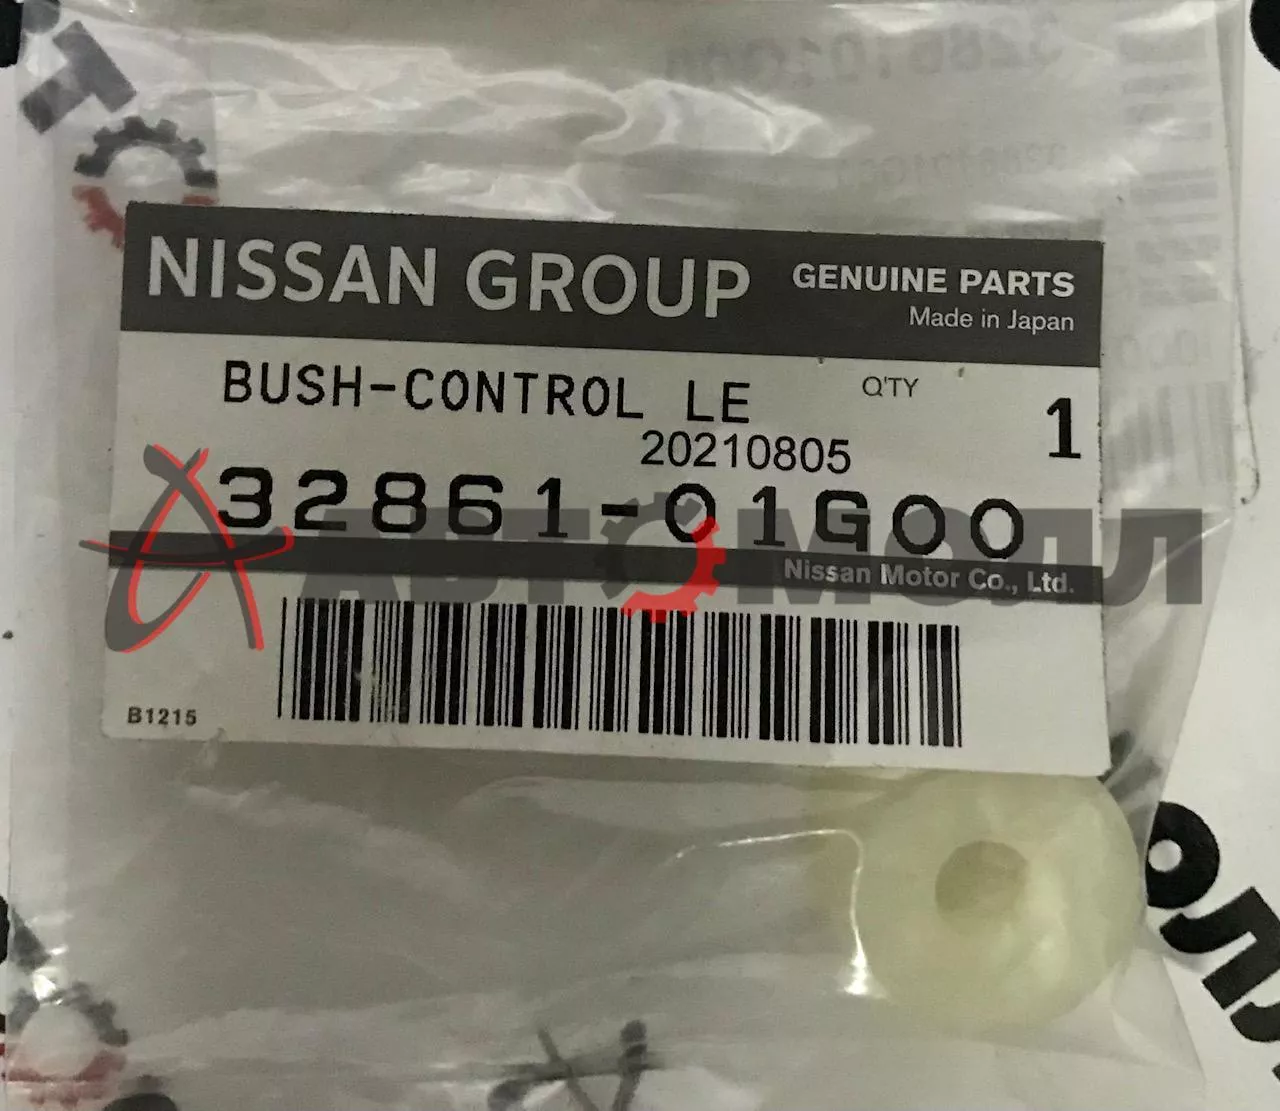 NISSAN GROUP
GENUINE PARTS
Made in Japan
BUSH-CONTROL LE
Q'TY
1
20210805
32861-01G00
АВТОМОЛЛ
Nissan Motor Co., Ltd.
B1215